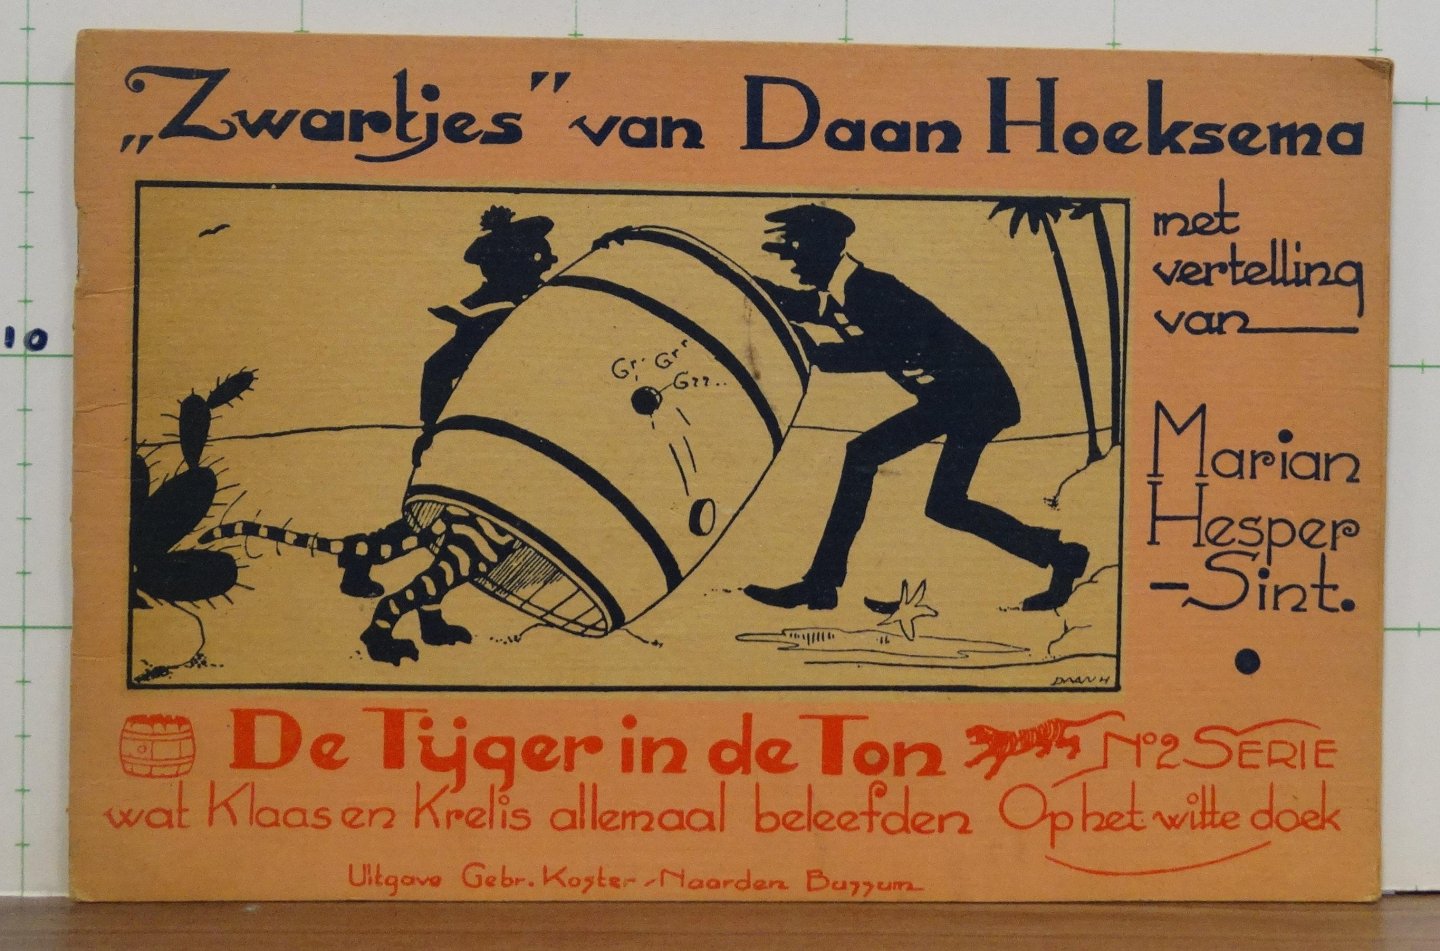 10
„Zwartjes” van Daan Hoeksema
met
vertelling
van
Marian
Hesper
-Sint.
Gr. Grr
Grr..
DAAN H
De Tijger in de Ton
No 2 SERIE
wat Klaas en Krelis allemaal beleefden
Op het witte doek
Uitgave Gebr. Koster - Naarden Bussum